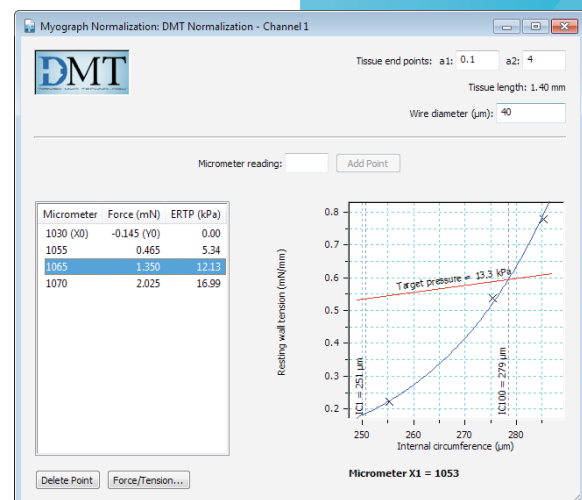 Myograph Normalization: DMT Normalization - Channel 1
DMT
Tissue end points: a1: 0.1 a2: 4
Tissue length: 1.40 mm
Wire diameter (μm): 40
Micrometer reading: Add Point
Micrometer Force (mN) ERTP (kPa)
1030 (X0) -0.145 (Y0) 0.00
1055 0.465 5.34
1065 1.350 12.13
1070 2.025 16.99
Resting wall tension (mN/mm)
0.8
0.7
0.6
0.5
0.4
0.3
0.2
Target pressure = 13.3 kPa
IC1 = 251 μm
IC100 = 279 μm
250 260 270 280
Internal circumference (μm)
Micrometer X1 = 1053
Delete Point Force/Tension...